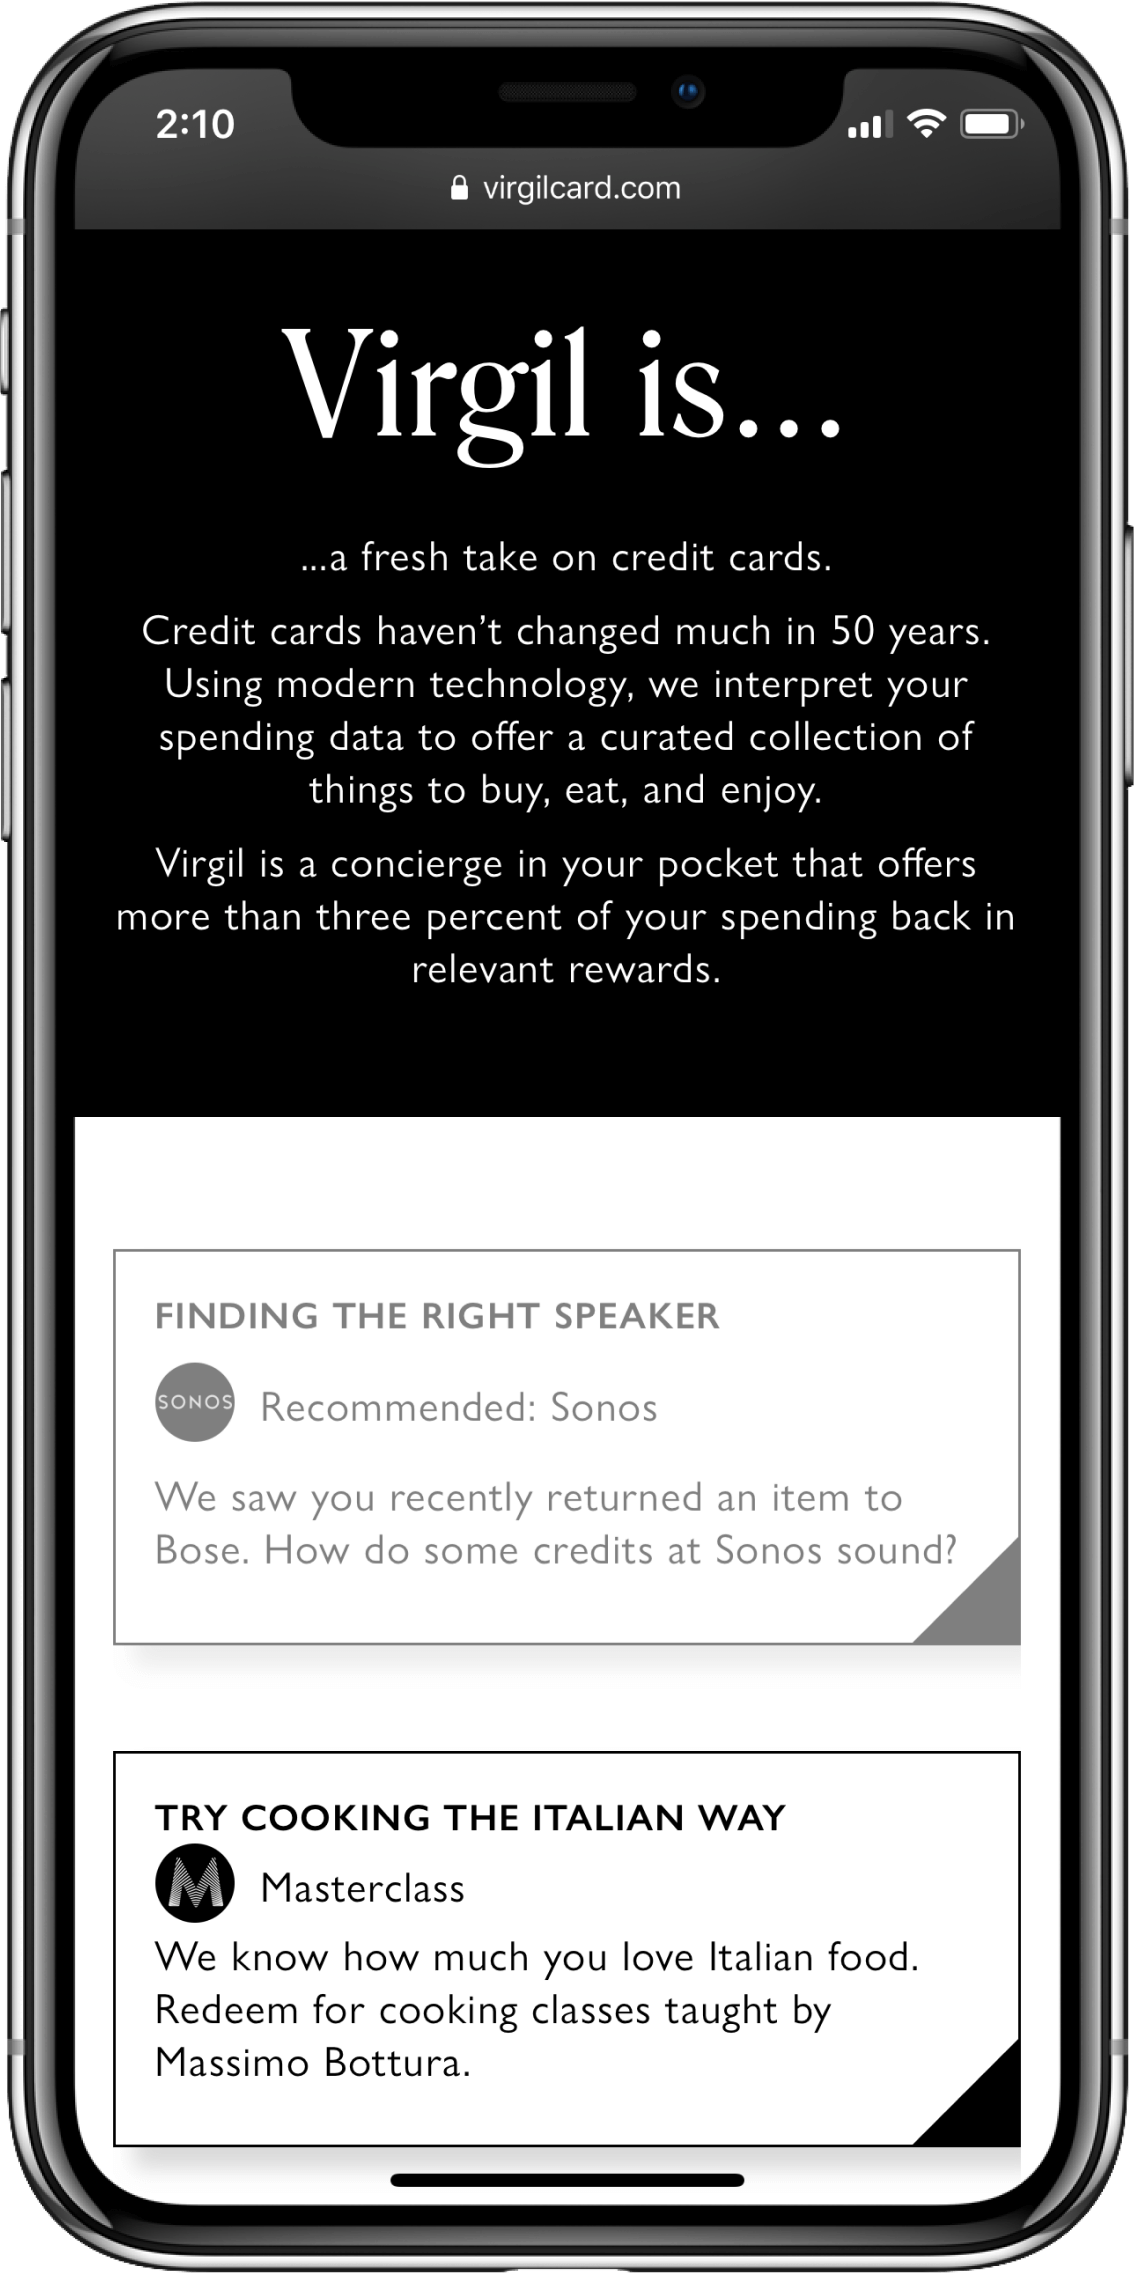 2:10
virgilcard.com
Virgil is...
...a fresh take on credit cards.
Credit cards haven’t changed much in 50 years.
Using modern technology, we interpret your
spending data to offer a curated collection of
things to buy, eat, and enjoy.
Virgil is a concierge in your pocket that offers
more than three percent of your spending back in
relevant rewards.
FINDING THE RIGHT SPEAKER
SONOS
Recommended: Sonos
We saw you recently returned an item to
Bose. How do some credits at Sonos sound?
TRY COOKING THE ITALIAN WAY
M
Masterclass
We know how much you love Italian food.
Redeem for cooking classes taught by
Massimo Bottura.